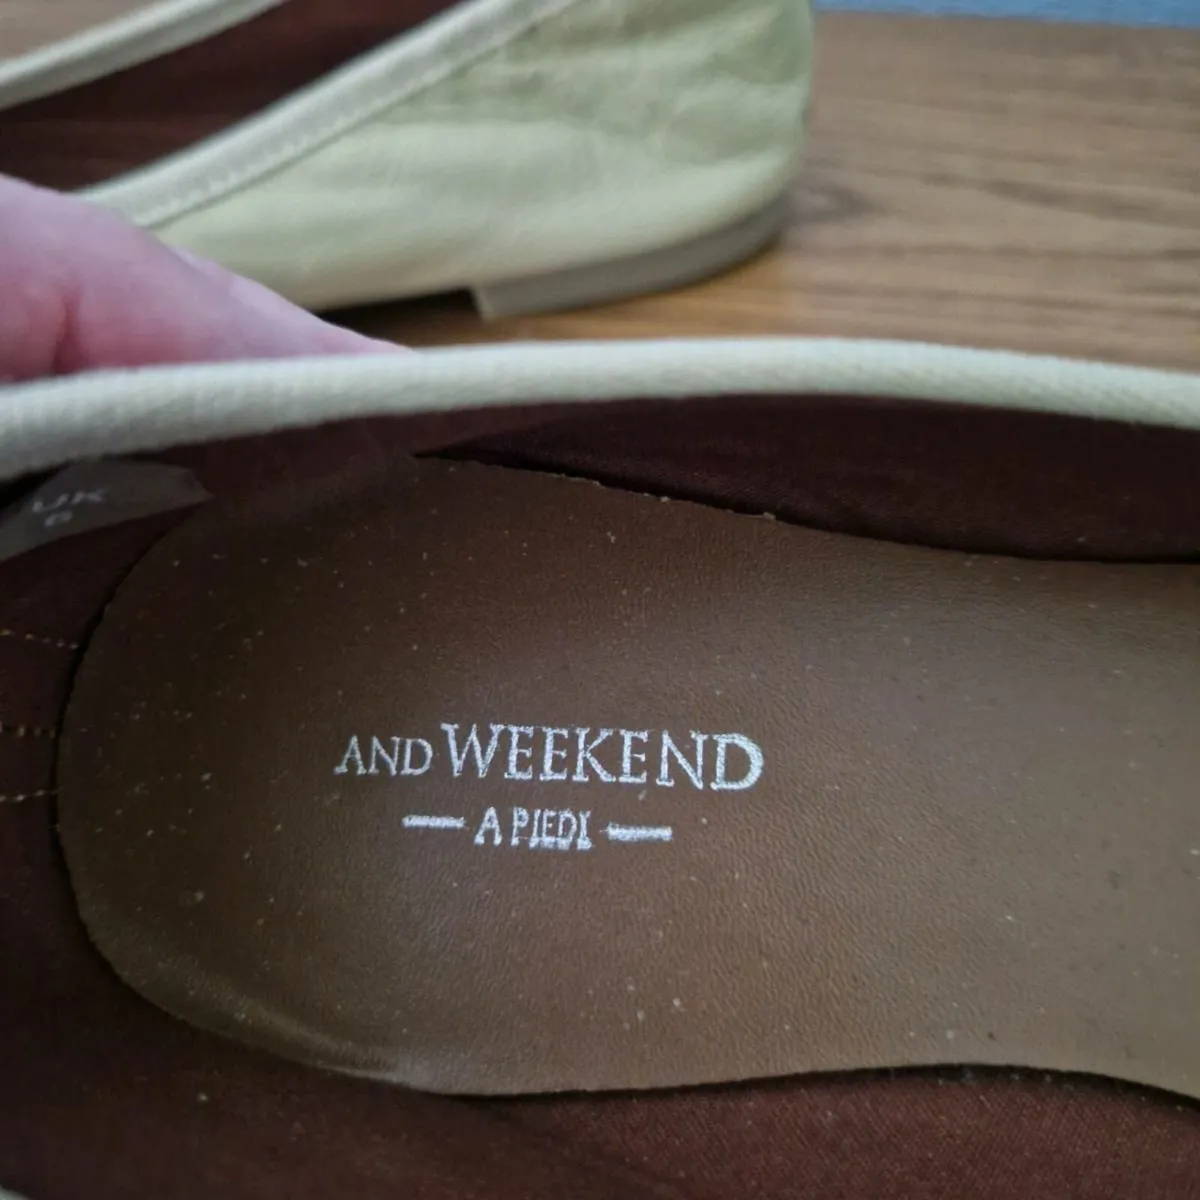 UK
AND WEEKEND
A PIEDI